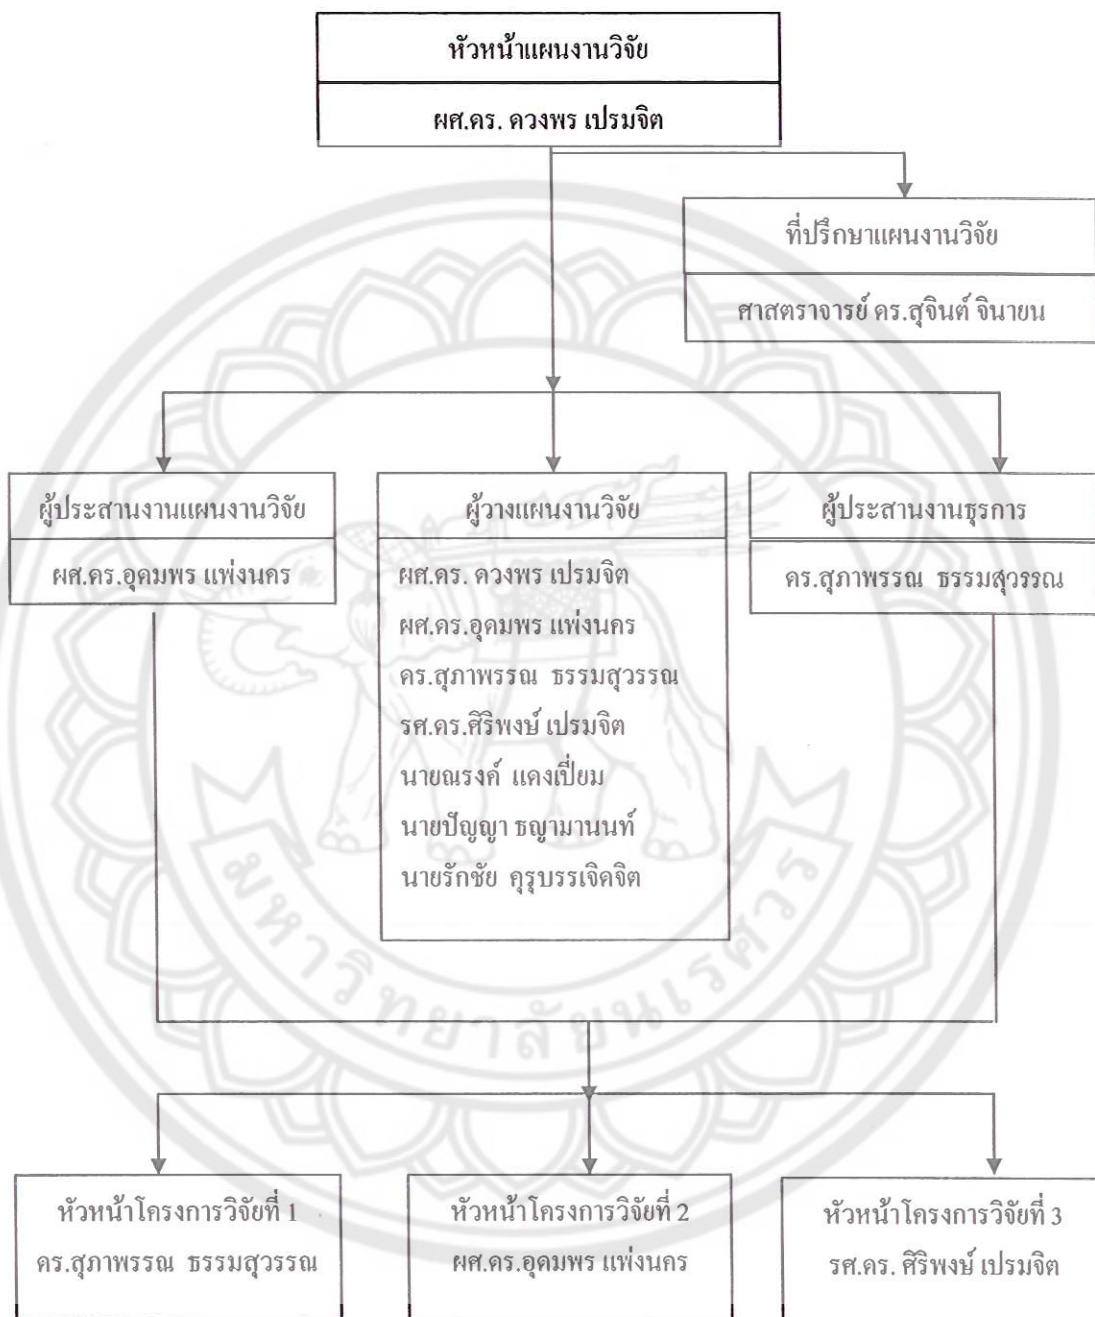 หัวหน้าแผนงานวิจัย
ผศ.ดร. ดวงพร เปรมจิต
ที่ปรึกษาแผนงานวิจัย
ศาสตราจารย์ ดร.สุจินต์ จินายน
ผู้ประสานงานแผนงานวิจัย
ผศ.ดร.อุดมพร แพ่งนคร
ผู้วางแผนงานวิจัย
ผศ.ดร. ดวงพร เปรมจิต
ผศ.ดร.อุดมพร แพ่งนคร
ดร.สุภาพรรณ ธรรมสุวรรณ
รศ.ดร.ศิริพงษ์ เปรมจิต
นายณรงค์ แดงเปี่ยม
นายปัญญา ธญามานนท์
นายรักชัย คุรุบรรเจิดจิต
ผู้ประสานงานธุรการ
ดร.สุภาพรรณ ธรรมสุวรรณ
มหาวิทยาลัยนเรศวร
หัวหน้าโครงการวิจัยที่ 1
ดร.สุภาพรรณ ธรรมสุวรรณ
หัวหน้าโครงการวิจัยที่ 2
ผศ.ดร.อุดมพร แพ่งนคร
หัวหน้าโครงการวิจัยที่ 3
รศ.ดร. ศิริพงษ์ เปรมจิต